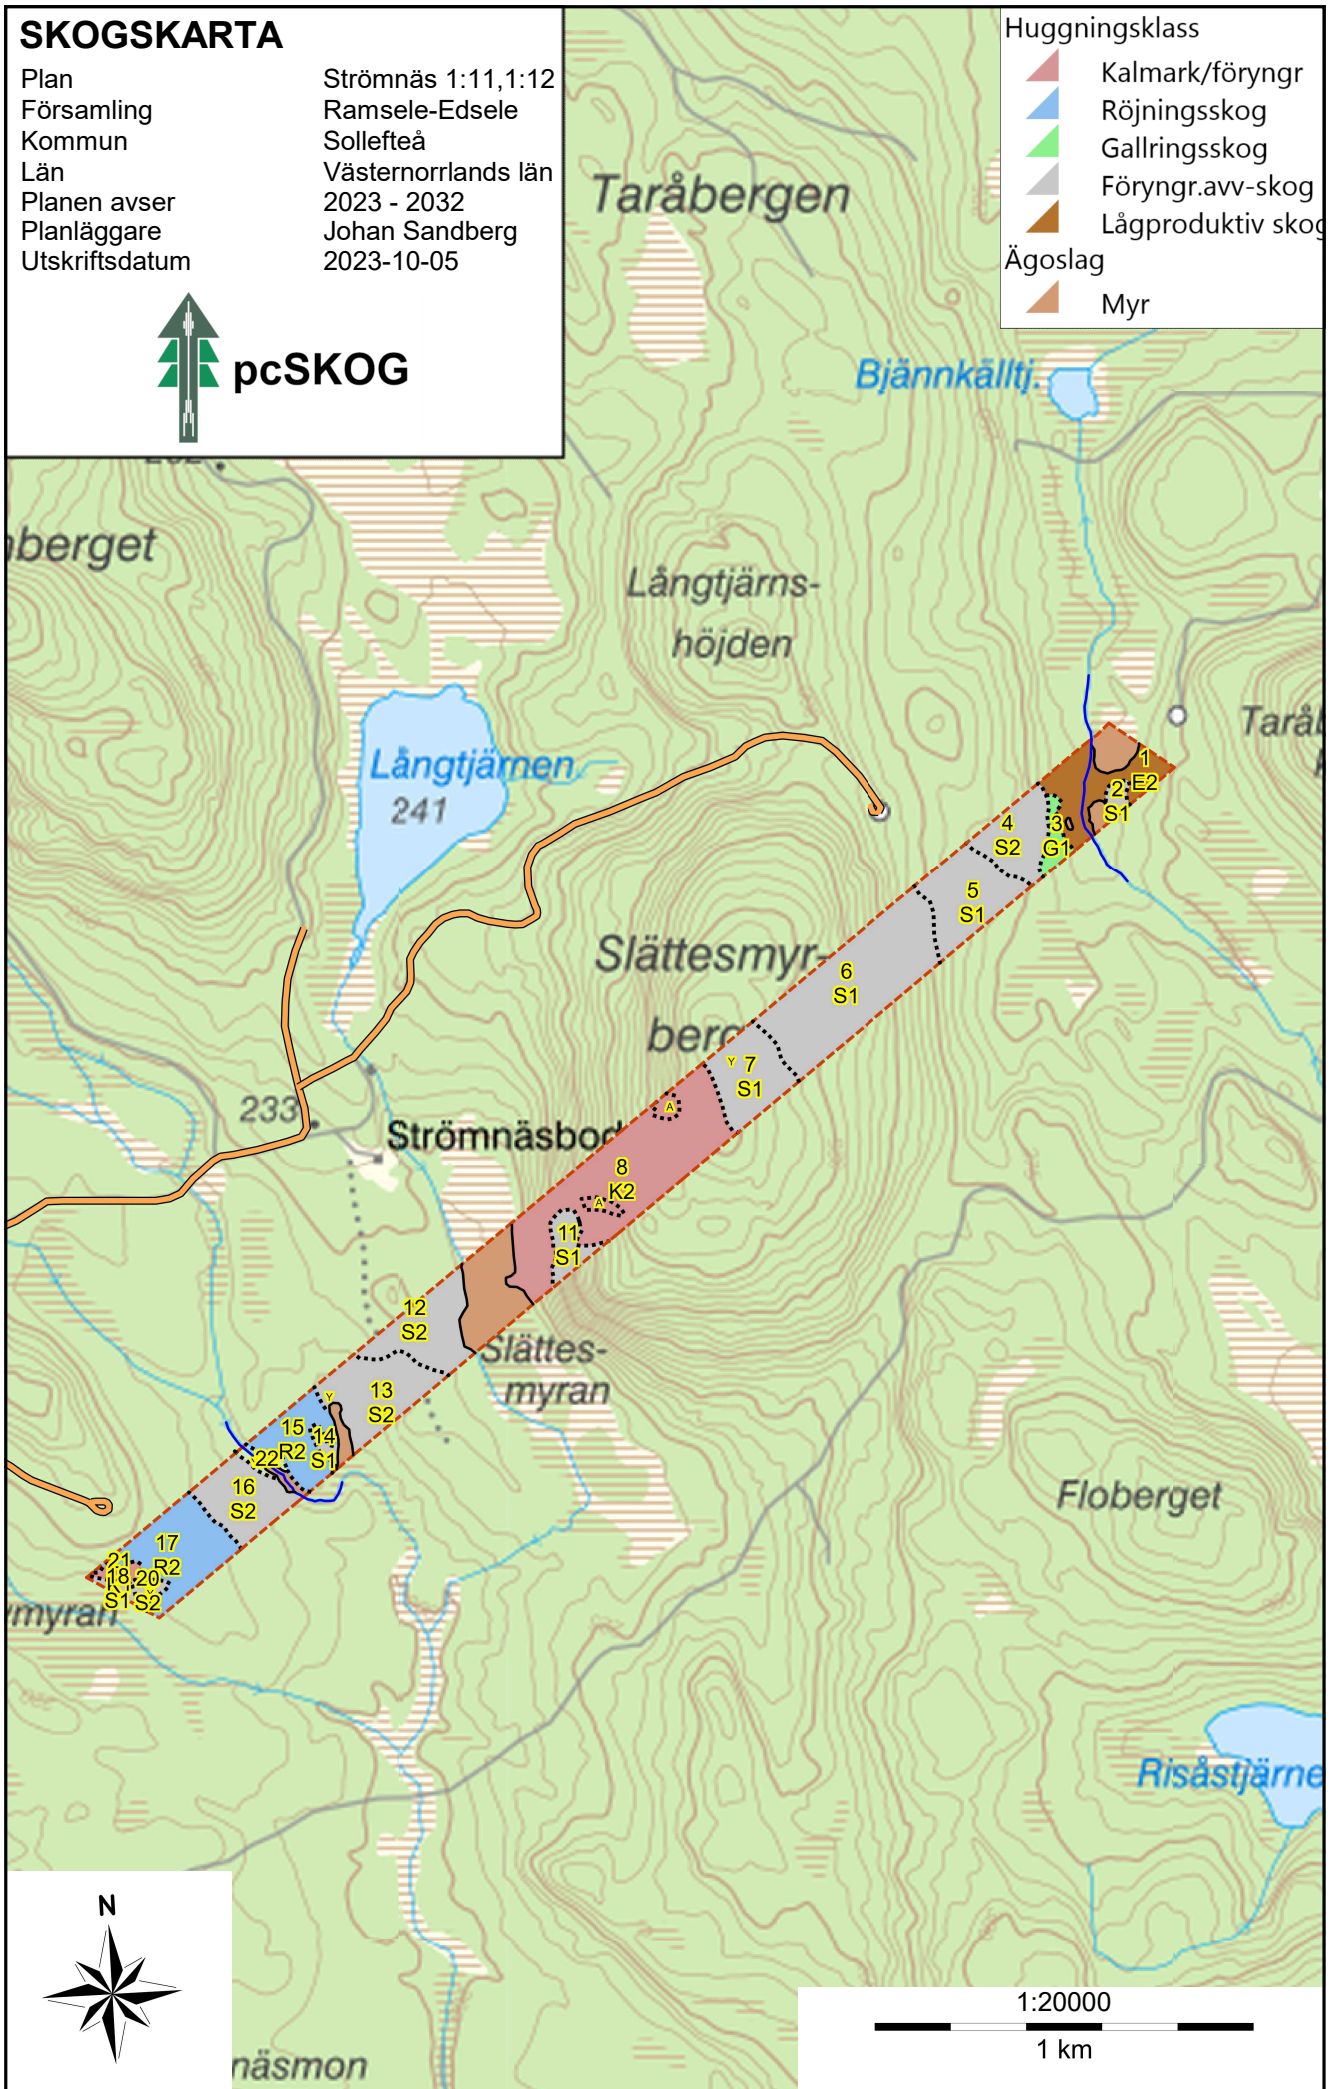 SKOGSKARTA
Plan Strömnäs 1:11,1:12
Församling Ramsele-Edsele
Kommun Sollefteå
Län Västernorrlands län
Planen avser 2023 - 2032
Planläggare Johan Sandberg
Utskriftsdatum 2023-10-05
pcSKOG
Huggningsklass
Kalmark/föryngr
Röjningsskog
Gallringsskog
Föryngr.avv-skog
Lågproduktiv skog
Ägoslag
Myr
Taråbergen
Bjännkälltj.
nberget
Långtjärns-
höjden
Långtjärnen
241
Taråb
1
E2
2
S1
3
G1
4
S2
5
S1
Slättesmyr-
berg
6
S1
Y 7
S1
A
233
Strömnäsbod
8
K2
A
11
S1
12
S2
Slättes-
myran
13
S2
Y
14
S1
15
R2
22
16
S2
17
R2
21
18
S1
20
S2
myran
Floberget
Risåstjärne
N
näsmon
1:20000
1 km